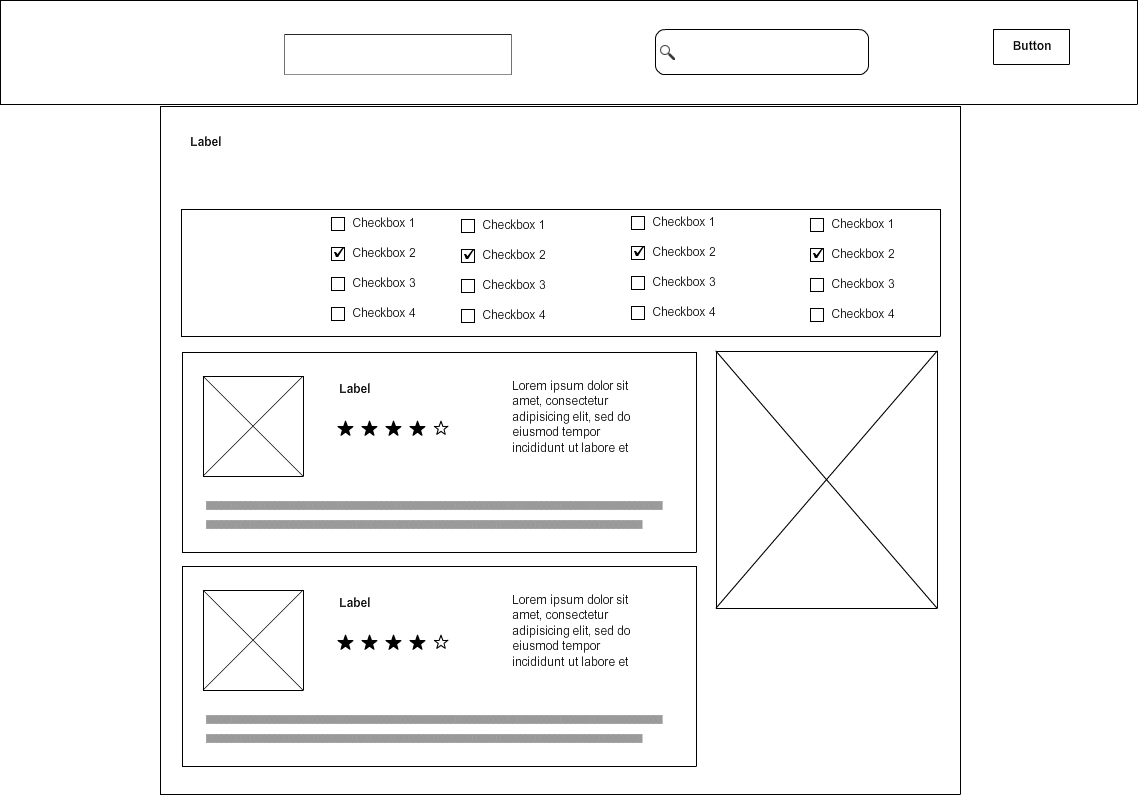 Button
Label
Checkbox 1
Checkbox 2
Checkbox 3
Checkbox 4
Checkbox 1
Checkbox 2
Checkbox 3
Checkbox 4
Checkbox 1
Checkbox 2
Checkbox 3
Checkbox 4
Checkbox 1
Checkbox 2
Checkbox 3
Checkbox 4
Label
Lorem ipsum dolor sit
amet, consectetur
adipisicing elit, sed do
eiusmod tempor
incididunt ut labore et
Label
Lorem ipsum dolor sit
amet, consectetur
adipisicing elit, sed do
eiusmod tempor
incididunt ut labore et